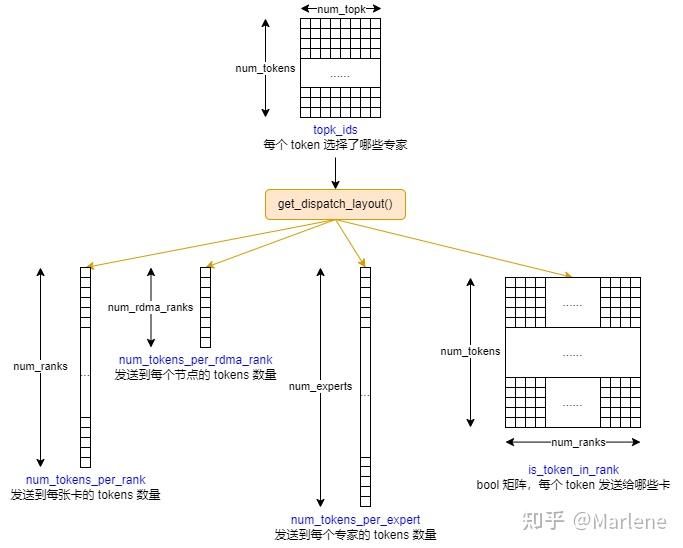 num_topk
num_tokens
......
topk_ids
每个 token 选择了哪些专家
get_dispatch_layout()
num_ranks
...
num_tokens_per_rank
发送到每张卡的 tokens 数量
num_rdma_ranks
num_tokens_per_rdma_rank
发送到每个节点的 tokens 数量
num_experts
...
num_tokens_per_expert
发送到每个专家的 tokens 数量
num_tokens
......
......
......
num_ranks
is_token_in_rank
bool 矩阵，每个 token 发送给哪些卡
知乎 @Marlene